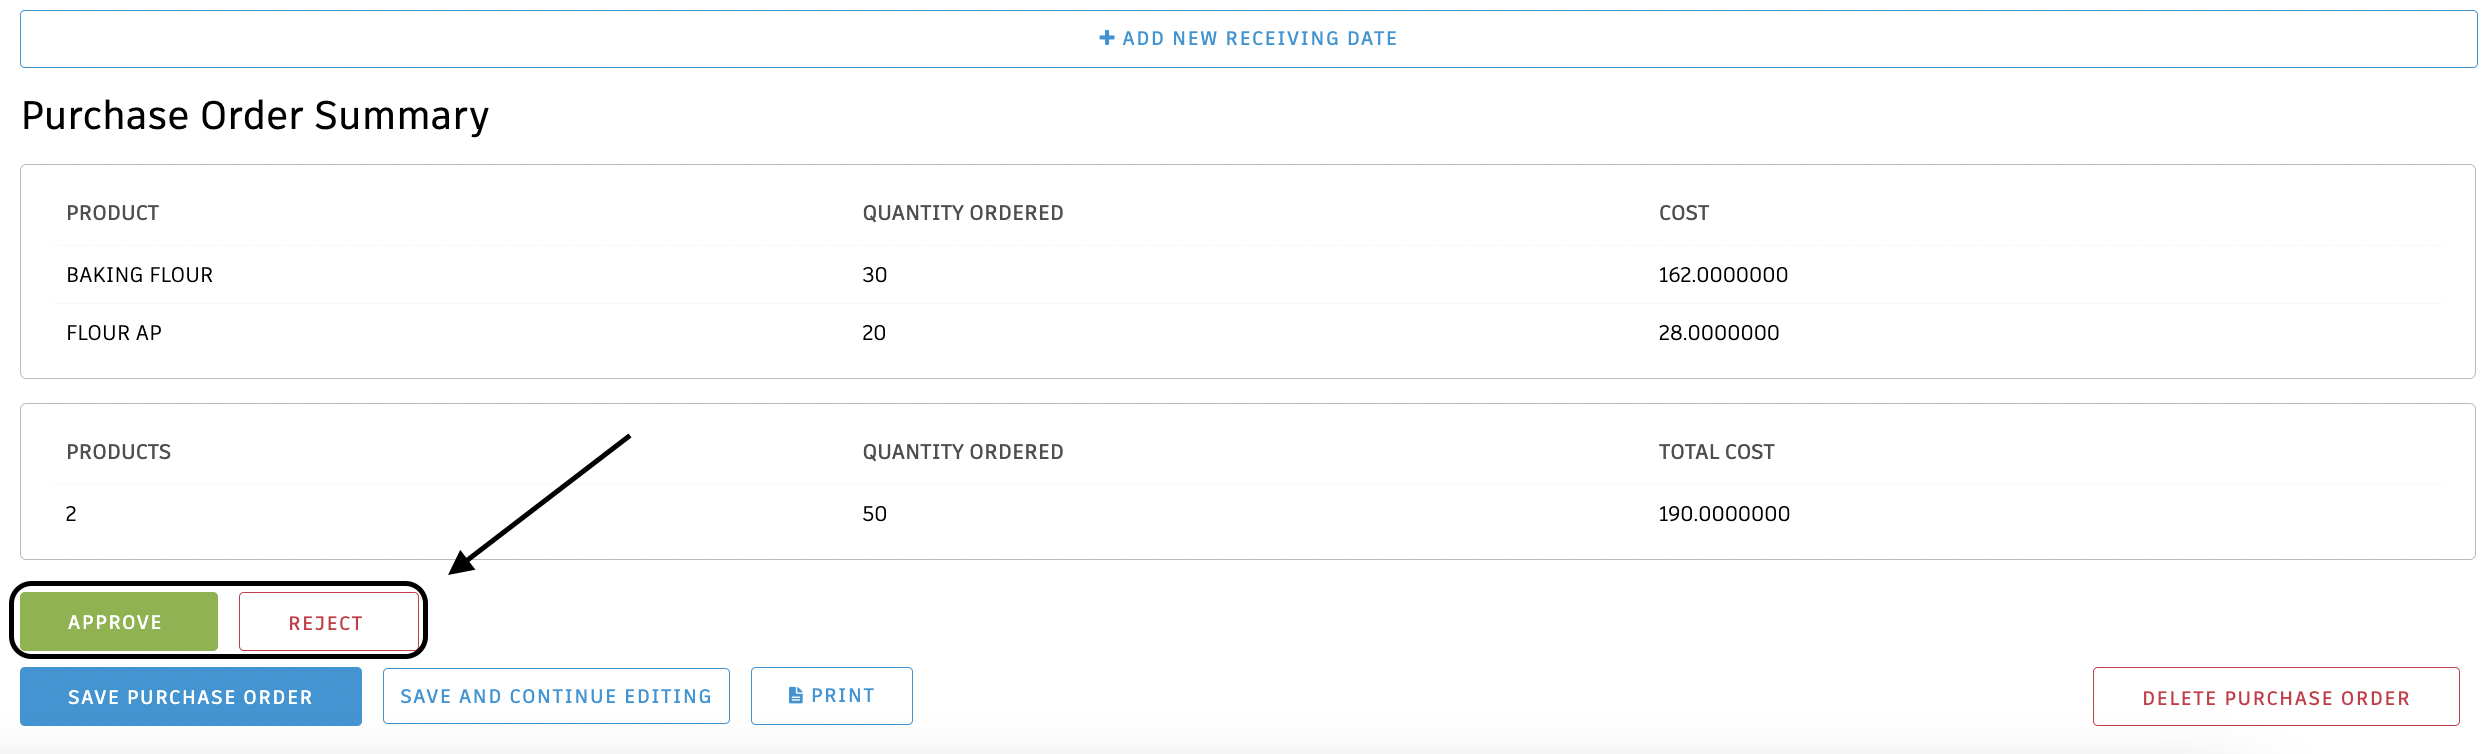 ADD NEW RECEIVING DATE
Purchase Order Summary
PRODUCT QUANTITY ORDERED COST
BAKING FLOUR 30 162.0000000
FLOUR AP 20 28.0000000
PRODUCTS QUANTITY ORDERED TOTAL COST
2 50 190.0000000
APPROVE REJECT
SAVE PURCHASE ORDER SAVE AND CONTINUE EDITING PRINT DELETE PURCHASE ORDER